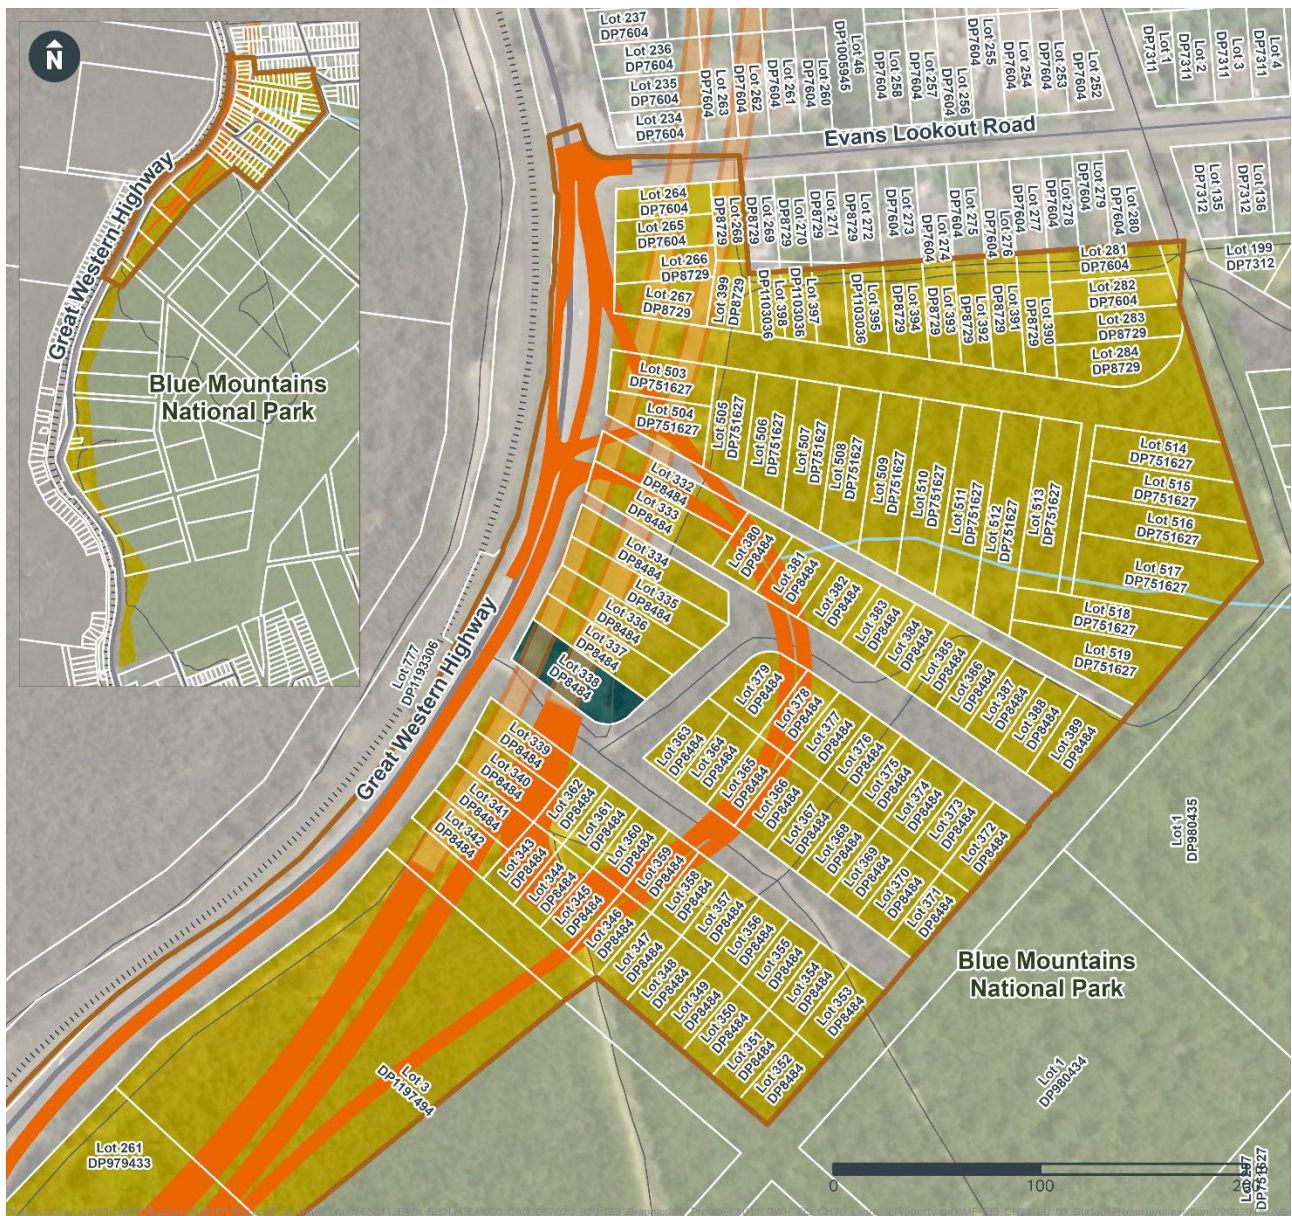 N
Great Western Highway
Blue Mountains
National Park
Lot 237
DP7604
Lot 236
DP7604
Lot 235
DP7604
Lot 234
DP7604
Lot 263
DP7604
Lot 262
DP7604
Lot 261
DP7604
Lot 260
DP7604
Lot 46
DP1005945
Lot 258
DP7604
Lot 257
DP7604
Lot 256
DP7604
Lot 255
DP7604
Lot 254
DP7604
Lot 253
DP7604
Lot 252
DP7604
Lot 1
DP7311
Lot 2
DP7311
Lot 3
DP7311
Lot 4
DP7311
Evans Lookout Road
Lot 264
DP7604
Lot 265
DP7604
Lot 266
DP8729
Lot 267
DP8729
Lot 268
DP8729
Lot 269
DP8729
Lot 270
DP8729
Lot 271
DP8729
Lot 272
DP8729
Lot 273
DP7604
Lot 274
DP7604
Lot 275
DP7604
Lot 276
DP7604
Lot 277
DP7604
Lot 278
DP7604
Lot 279
DP7604
Lot 280
DP7604
Lot 135
DP7312
Lot 136
DP7312
Lot 199
DP7312
Lot 281
DP7604
Lot 282
DP7604
Lot 283
DP8729
Lot 284
DP8729
Lot 399
DP8729
Lot 398
DP1103036
Lot 397
DP1103036
Lot 395
DP1103036
Lot 394
DP8729
Lot 393
DP8729
Lot 392
DP8729
Lot 391
DP8729
Lot 390
DP8729
Lot 503
DP751627
Lot 504
DP751627
Lot 505
DP751627
Lot 506
DP751627
Lot 507
DP751627
Lot 508
DP751627
Lot 509
DP751627
Lot 510
DP751627
Lot 511
DP751627
Lot 512
DP751627
Lot 513
DP751627
Lot 514
DP751627
Lot 515
DP751627
Lot 516
DP751627
Lot 517
DP751627
Lot 518
DP751627
Lot 519
DP751627
Lot 332
DP8484
Lot 333
DP8484
Lot 334
DP8484
Lot 335
DP8484
Lot 336
DP8484
Lot 337
DP8484
Lot 338
DP8484
Lot 380
DP8484
Lot 381
DP8484
Lot 382
DP8484
Lot 383
DP8484
Lot 384
DP8484
Lot 385
DP8484
Lot 386
DP8484
Lot 387
DP8484
Lot 388
DP8484
Lot 389
DP8484
Lot 777
DP1193306
Great Western Highway
Lot 379
DP8484
Lot 378
DP8484
Lot 377
DP8484
Lot 376
DP8484
Lot 375
DP8484
Lot 374
DP8484
Lot 373
DP8484
Lot 372
DP8484
Lot 363
DP8484
Lot 364
DP8484
Lot 365
DP8484
Lot 366
DP8484
Lot 367
DP8484
Lot 368
DP8484
Lot 369
DP8484
Lot 370
DP8484
Lot 371
DP8484
Lot 339
DP8484
Lot 340
DP8484
Lot 341
DP8484
Lot 342
DP8484
Lot 343
DP8484
Lot 344
DP8484
Lot 345
DP8484
Lot 346
DP8484
Lot 347
DP8484
Lot 348
DP8484
Lot 349
DP8484
Lot 350
DP8484
Lot 351
DP8484
Lot 352
DP8484
Lot 362
DP8484
Lot 361
DP8484
Lot 360
DP8484
Lot 359
DP8484
Lot 358
DP8484
Lot 357
DP8484
Lot 356
DP8484
Lot 355
DP8484
Lot 354
DP8484
Lot 353
DP8484
Lot 1
DP980435
Blue Mountains
National Park
Lot 1
DP980434
Lot 3
DP1197494
Lot 261
DP979433
DP751627
0 100